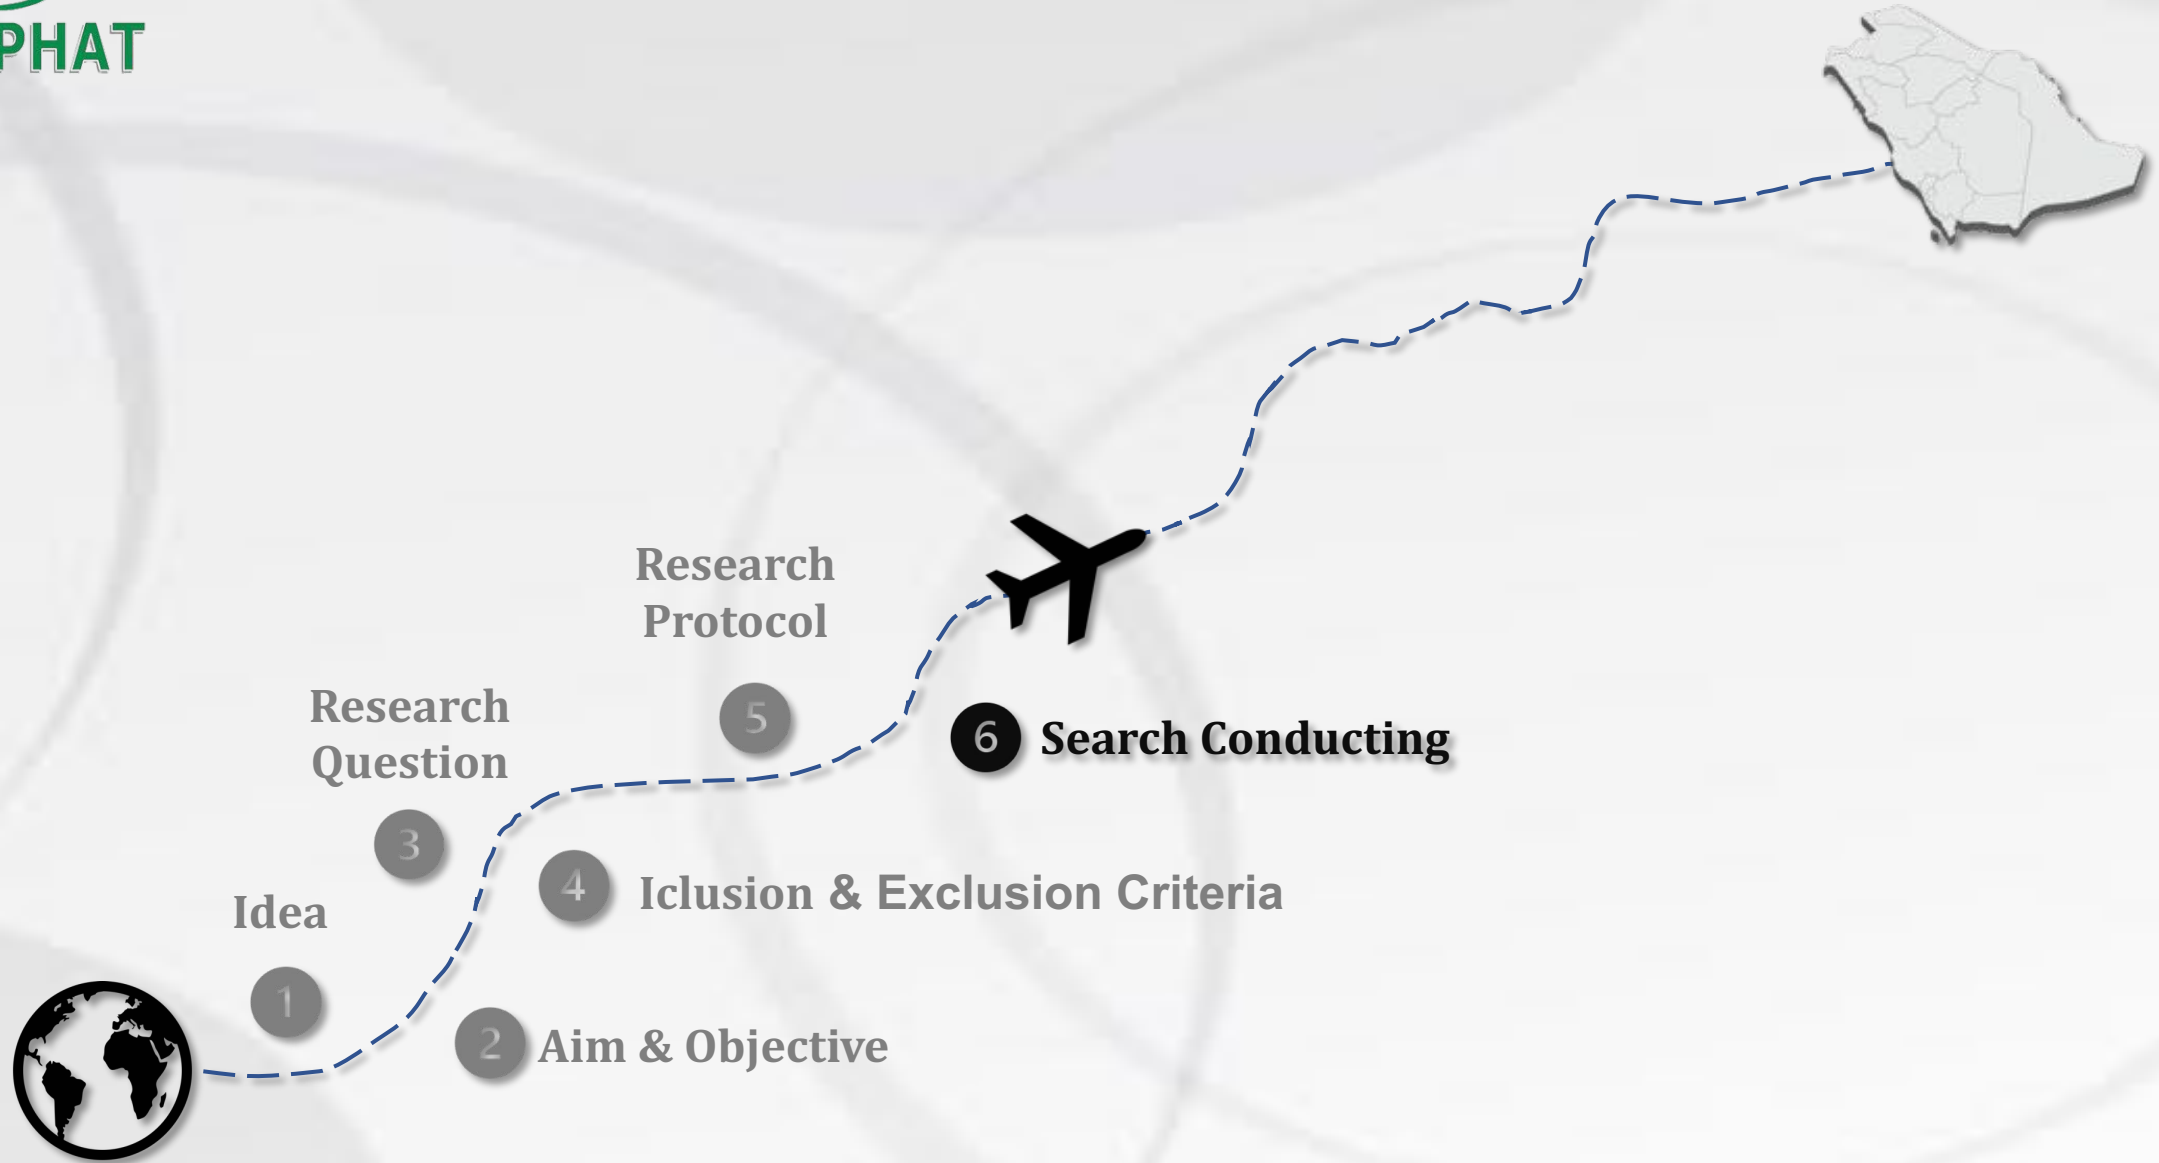 PHAT
Research
Protocol
5
Research
Question
6 Search Conducting
3
4 Iclusion & Exclusion Criteria
Idea
1
2 Aim & Objective